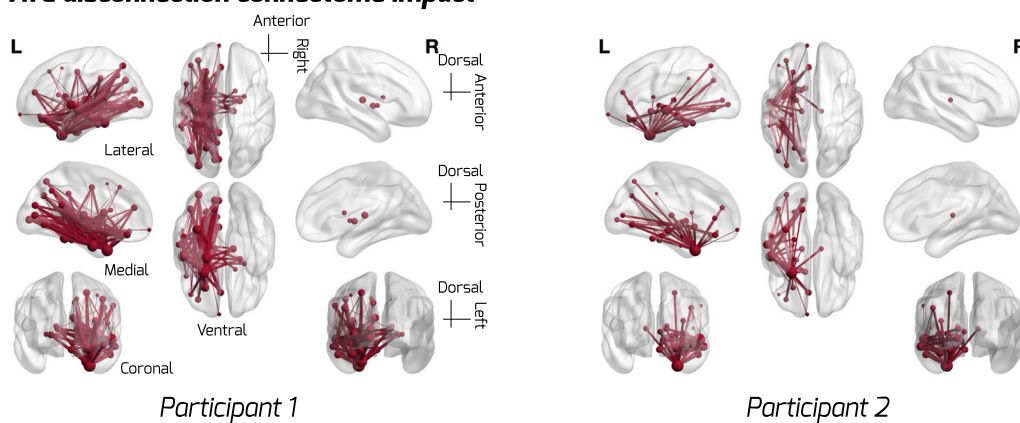 disconnection connectome impact
L
Anterior
Right
R
Dorsal
Anterior
Lateral
Dorsal
Posterior
Medial
Ventral
Dorsal
Left
Coronal
Participant 1
L
Participant 2